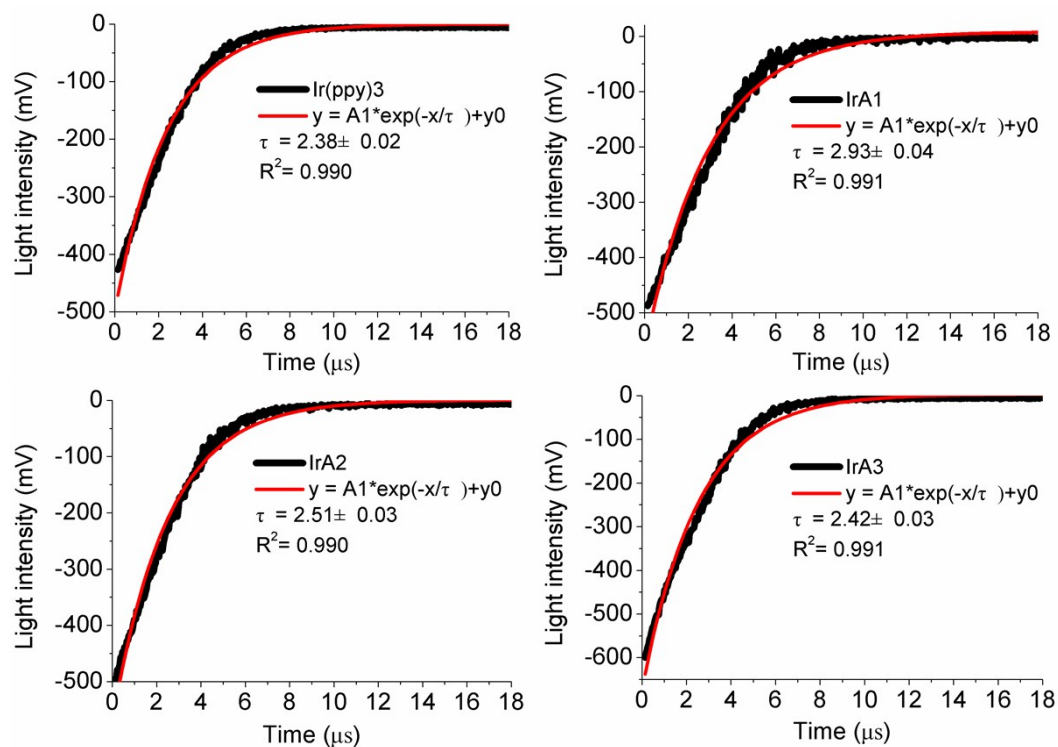 0
-100
-200
-300
-400
-500
Light intensity (mV)
Ir(ppy)3
y = A1*exp(-x/τ )+y0
τ = 2.38± 0.02
R²= 0.990
0 2 4 6 8 10 12 14 16 18
Time (μs)
0
-100
-200
-300
-400
-500
Light intensity (mV)
IrA1
y = A1*exp(-x/τ )+y0
τ = 2.93± 0.04
R²= 0.991
0 2 4 6 8 10 12 14 16 18
Time (μs)
0
-100
-200
-300
-400
-500
Light intensity (mV)
IrA2
y = A1*exp(-x/τ )+y0
τ = 2.51± 0.03
R²= 0.990
0 2 4 6 8 10 12 14 16 18
Time (μs)
0
-100
-200
-300
-400
-500
-600
Light intensity (mV)
IrA3
y = A1*exp(-x/τ )+y0
τ = 2.42± 0.03
R²= 0.991
0 2 4 6 8 10 12 14 16 18
Time (μs)